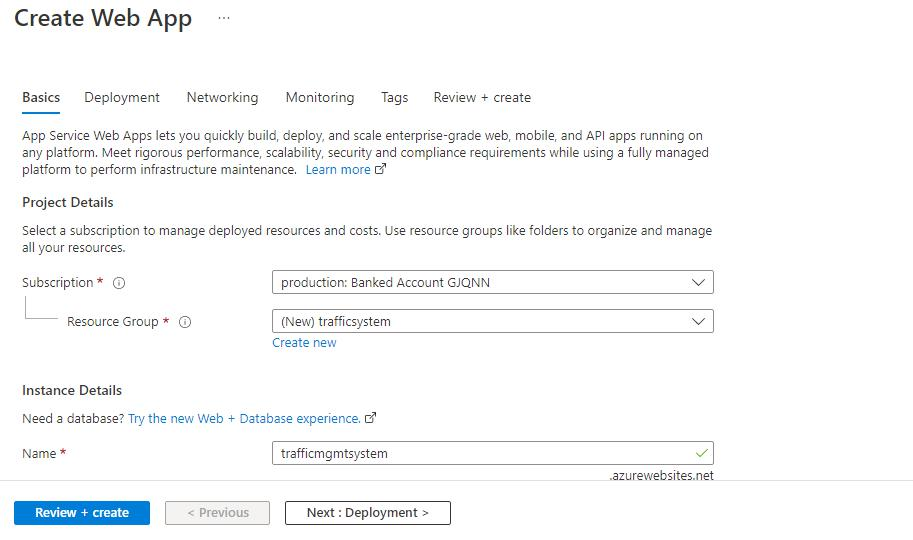 Create Web App ...
Basics Deployment Networking Monitoring Tags Review + create
App Service Web Apps lets you quickly build, deploy, and scale enterprise-grade web, mobile, and API apps running on
any platform. Meet rigorous performance, scalability, security and compliance requirements while using a fully managed
platform to perform infrastructure maintenance. Learn more
Project Details
Select a subscription to manage deployed resources and costs. Use resource groups like folders to organize and manage
all your resources.
Subscription * production: Banked Account GJQNN
Resource Group * (New) trafficsystem
Create new
Instance Details
Need a database? Try the new Web + Database experience.
Name * trafficmgmtsystem
.azurewebsites.net
Review + create < Previous Next : Deployment >